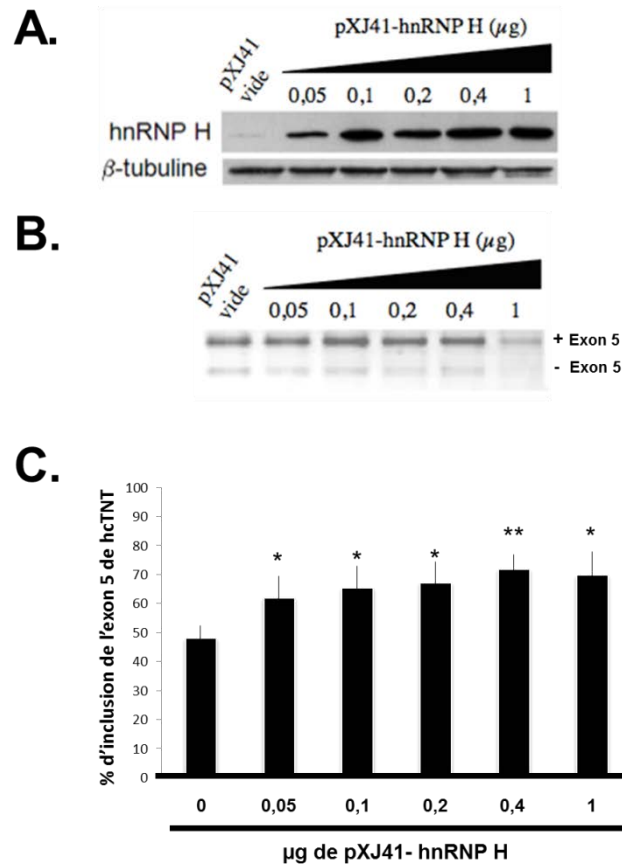 A.
pXJ41-hnRNP H (µg)
pXJ41
vide
0,05 0,1 0,2 0,4 1
hnRNP H
β-tubuline
B.
pXJ41-hnRNP H (µg)
pXJ41
vide
0,05 0,1 0,2 0,4 1
+ Exon 5
- Exon 5
C.
% d'inclusion de l'exon 5 de hcTNT
100
90
80
70
60
50
40
30
20
10
0
* * * ** *
0 0,05 0,1 0,2 0,4 1
µg de pXJ41- hnRNP H